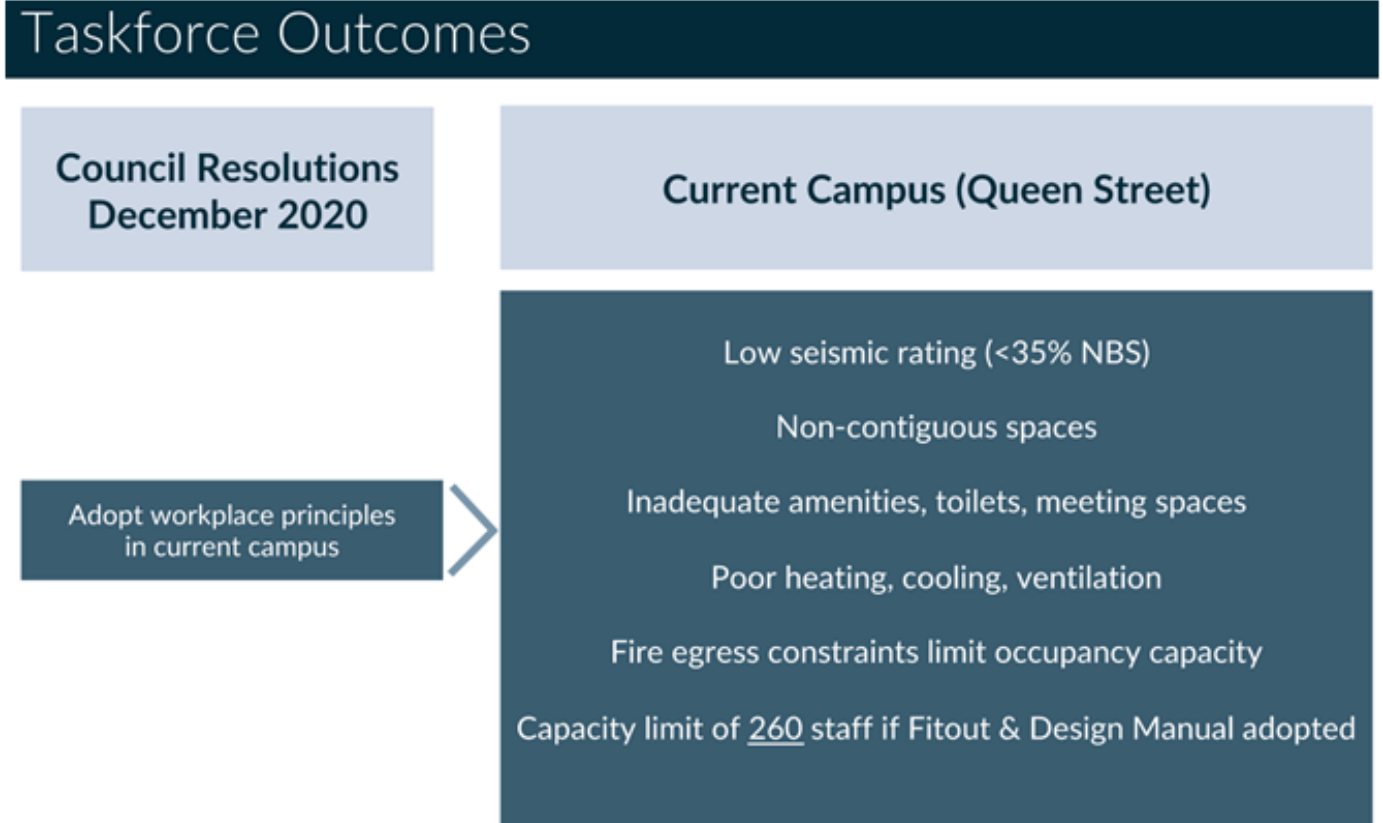 Taskforce Outcomes
Council Resolutions
December 2020
Current Campus (Queen Street)
Adopt workplace principles
in current campus
Low seismic rating (<35% NBS)
Non-contiguous spaces
Inadequate amenities, toilets, meeting spaces
Poor heating, cooling, ventilation
Fire egress constraints limit occupancy capacity
Capacity limit of 260 staff if Fitout & Design Manual adopted